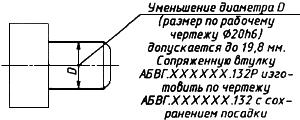 Уменьшение диаметра D
(размер по рабочему
чертежу Ø20h6)
допускается до 19,8 мм.
Сопряженную втулку
АБВГ.XXXXXX.132Р изго-
товить по чертежу
АБВГ.XXXXXX.132 с сох-
ранением посадки
D